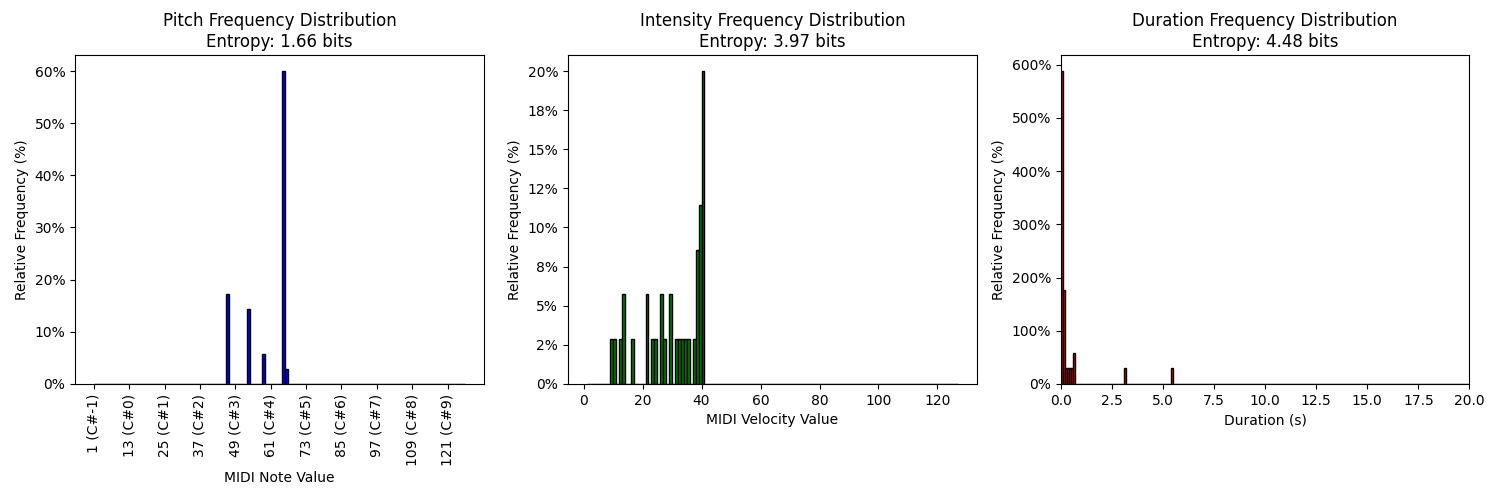 Pitch Frequency Distribution
Entropy: 1.66 bits
60%
50%
40%
30%
20%
10%
0%
Relative Frequency (%)
1 (C#-1)
13 (C#0)
25 (C#1)
37 (C#2)
49 (C#3)
61 (C#4)
73 (C#5)
85 (C#6)
97 (C#7)
109 (C#8)
121 (C#9)
MIDI Note Value
Intensity Frequency Distribution
Entropy: 3.97 bits
20%
18%
15%
12%
10%
8%
5%
2%
0%
Relative Frequency (%)
0
20
40
60
80
100
120
MIDI Velocity Value
Duration Frequency Distribution
Entropy: 4.48 bits
600%
500%
400%
300%
200%
100%
0%
Relative Frequency (%)
0.0
2.5
5.0
7.5
10.0
12.5
15.0
17.5
20.0
Duration (s)